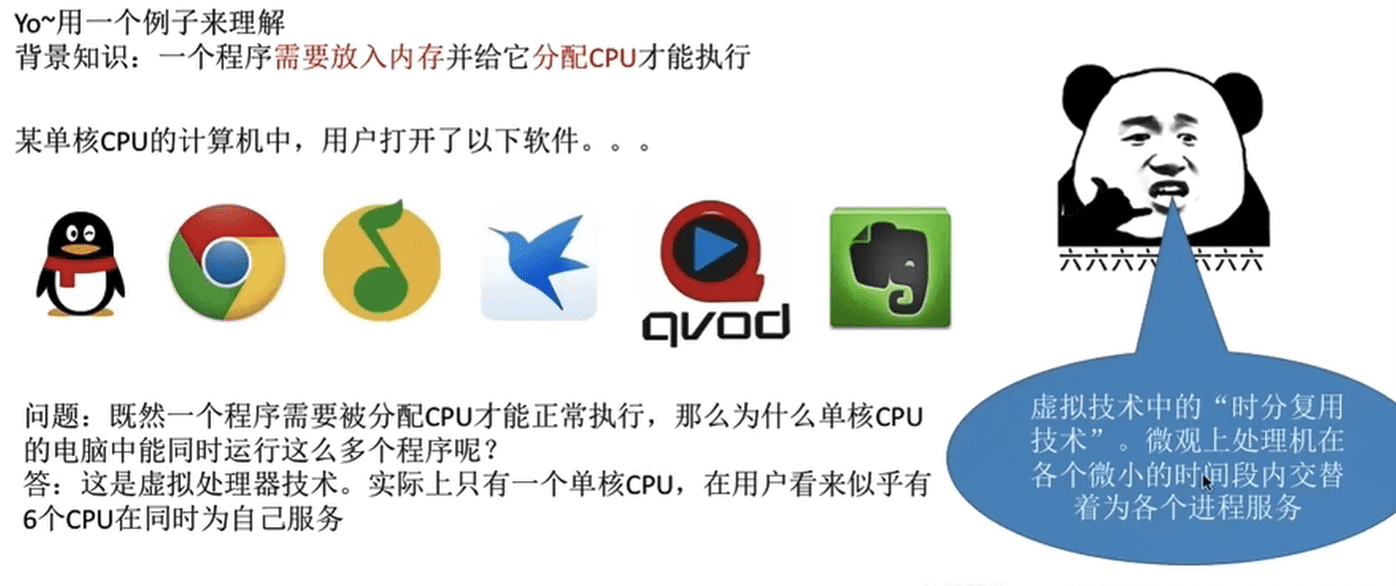 Yo~用一个例子来理解
背景知识：一个程序需要放入内存并给它分配CPU才能执行
某单核CPU的计算机中，用户打开了以下软件。。。
qvod
六六六六六六六
问题：既然一个程序需要被分配CPU才能正常执行，那么为什么单核CPU
的电脑中能同时运行这么多个程序呢？
答：这是虚拟处理器技术。实际上只有一个单核CPU，在用户看来似乎有
6个CPU在同时为自己服务
虚拟技术中的“时分复用
技术”。微观上处理机在
各个微小的时间段内交替
着为各个进程服务